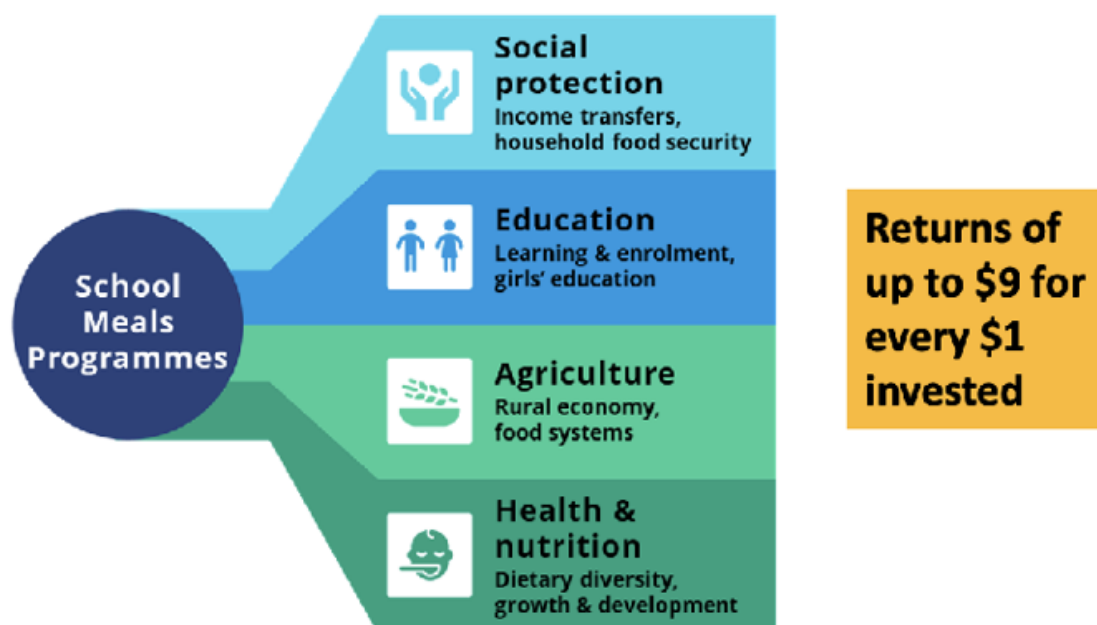 School
Meals
Programmes
Social
protection
Income transfers,
household food security
Education
Learning & enrolment,
girls' education
Agriculture
Rural economy,
food systems
Health &
nutrition
Dietary diversity,
growth & development
Returns of
up to $9 for
every $1
invested